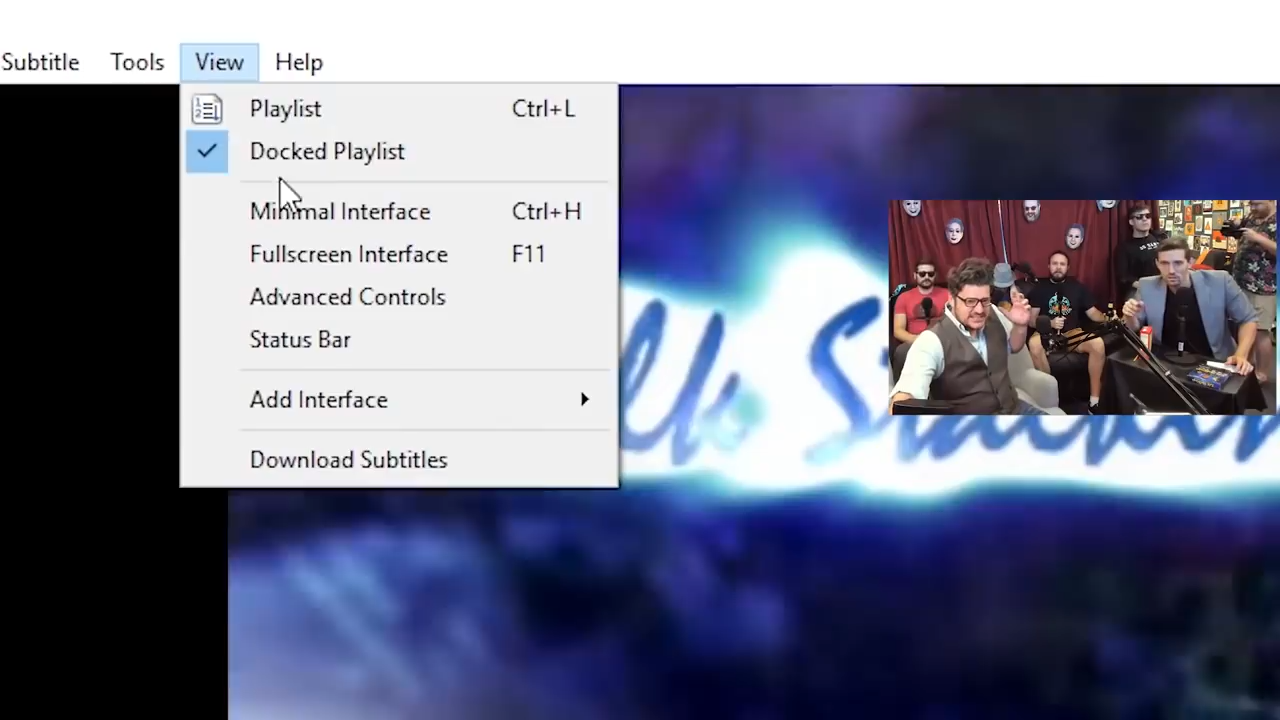 Subtitle Tools View Help
Playlist Ctrl+L
Docked Playlist
Minimal Interface Ctrl+H
Fullscreen Interface F11
Advanced Controls
Status Bar
Add Interface
Download Subtitles